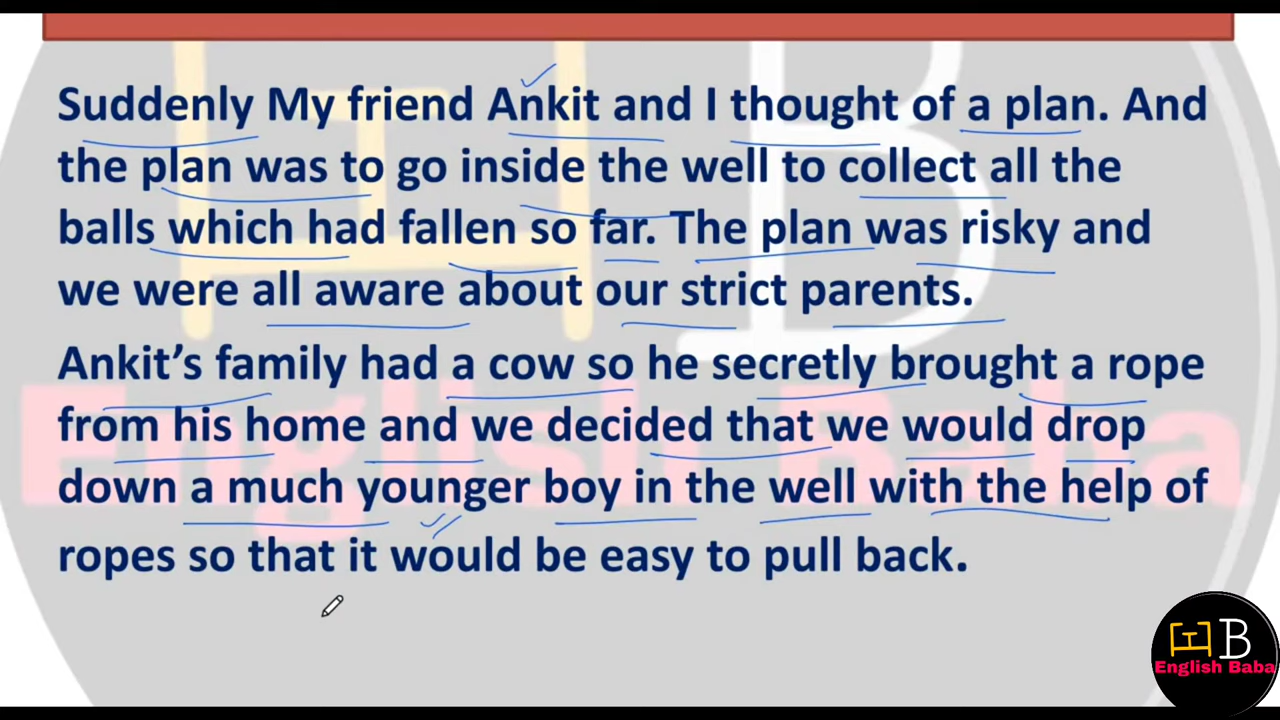 Suddenly My friend Ankit and I thought of a plan. And
the plan was to go inside the well to collect all the
balls which had fallen so far. The plan was risky and
we were all aware about our strict parents.
Ankit’s family had a cow so he secretly brought a rope
from his home and we decided that we would drop
down a much younger boy in the well with the help of
ropes so that it would be easy to pull back.
English Baba
B
English Baba